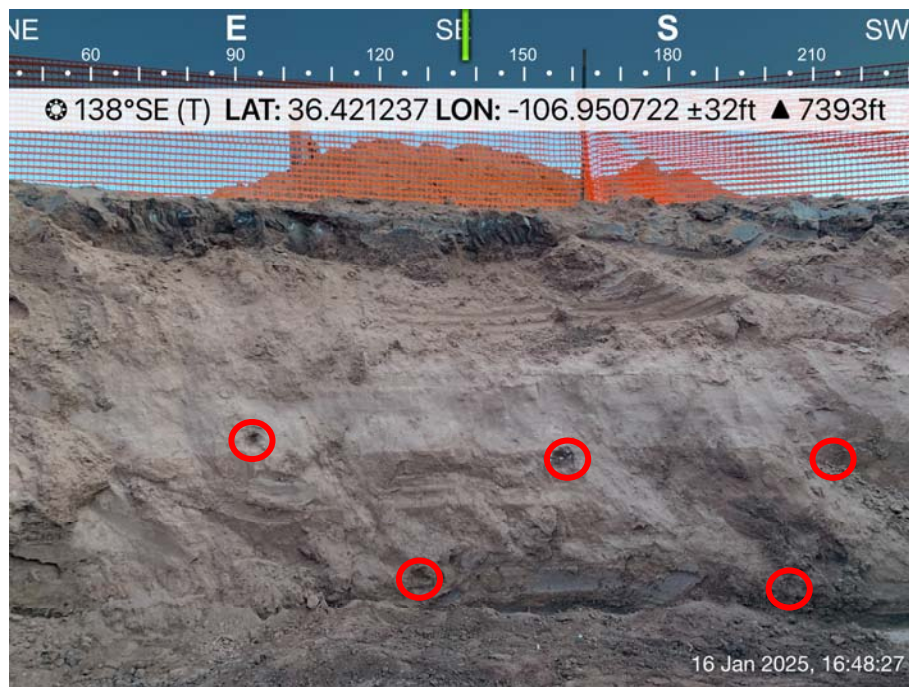 NE E SE S SW
60 90 120 150 180 210
138°SE (T) LAT: 36.421237 LON: -106.950722 ±32ft ▲ 7393ft
16 Jan 2025, 16:48:27